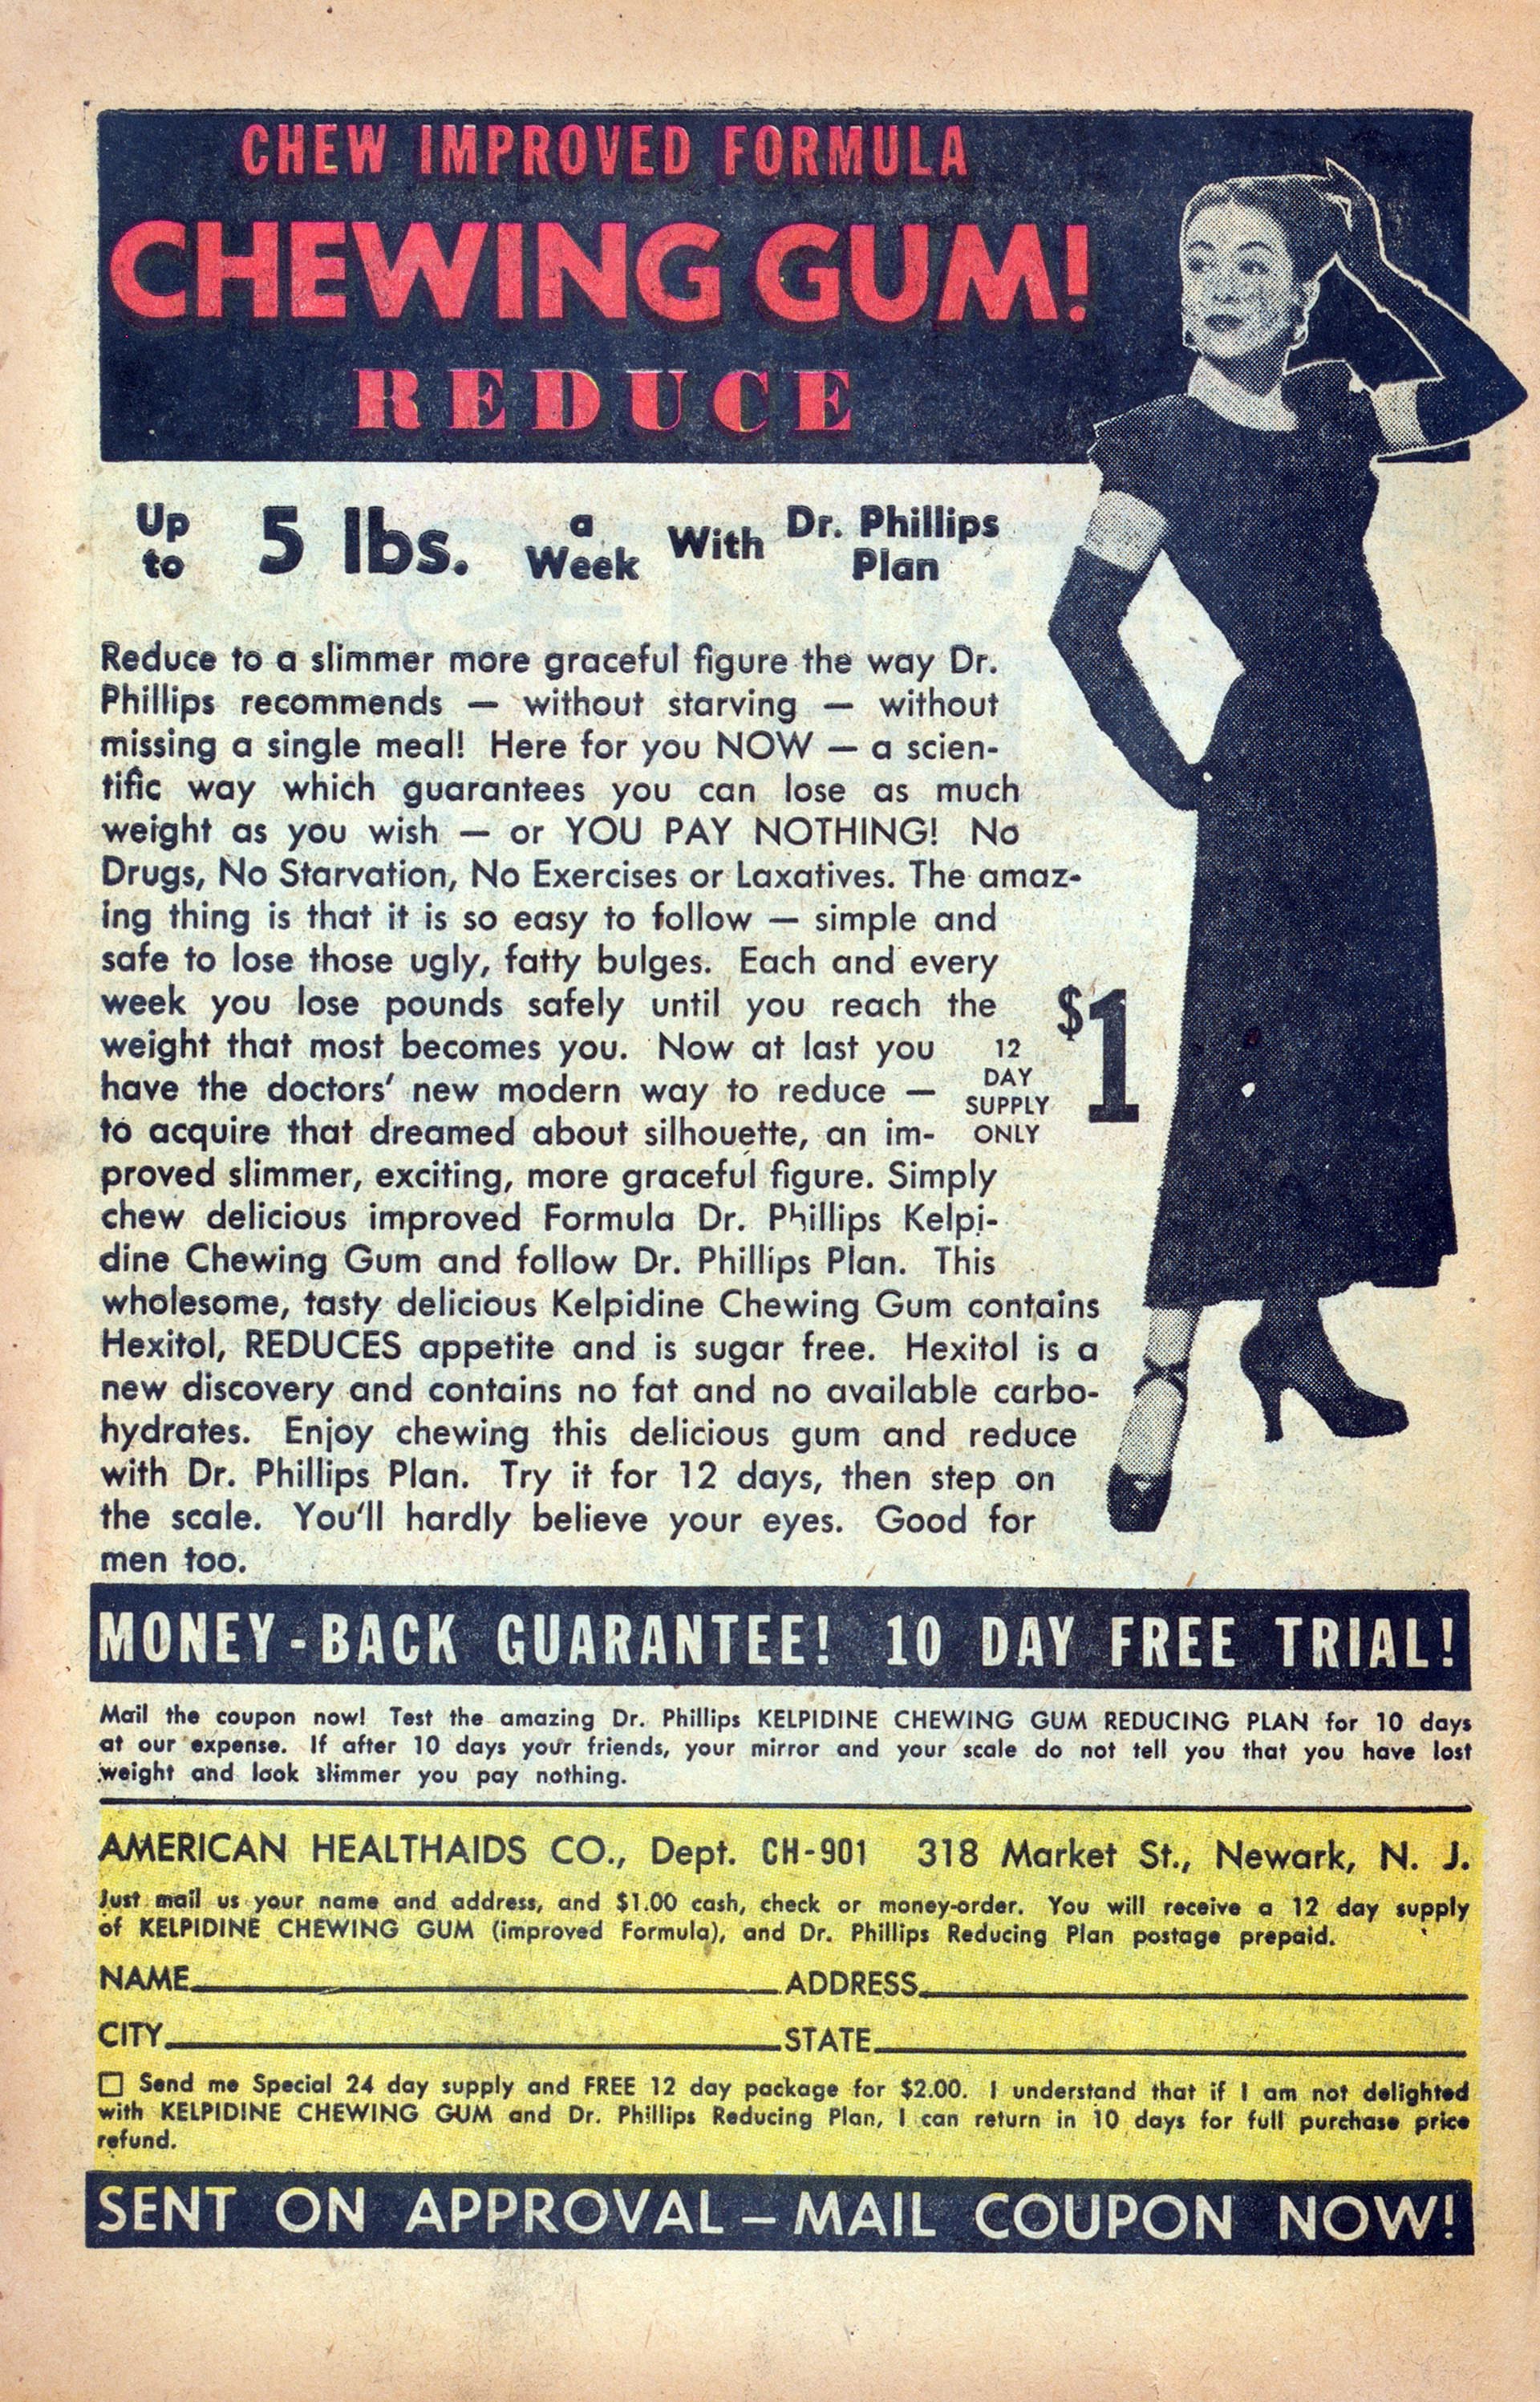 CHEW IMPROVED FORMULA
CHEWING GUM!
REDUCE
Up to 5 lbs. a Week With Dr. Phillips Plan
Reduce to a slimmer more graceful figure the way Dr.
Phillips recommends — without starving — without
missing a single meal! Here for you NOW — a scien-
tific way which guarantees you can lose as much
weight as you wish — or YOU PAY NOTHING! No
Drugs, No Starvation, No Exercises or Laxatives. The amaz-
ing thing is that it is so easy to follow — simple and
safe to lose those ugly, fatty bulges. Each and every
week you lose pounds safely until you reach the
weight that most becomes you. Now at last you
have the doctors' new modern way to reduce —
to acquire that dreamed about silhouette, an im-
proved slimmer, exciting, more graceful figure. Simply
chew delicious improved Formula Dr. Phillips Kelpi-
dine Chewing Gum and follow Dr. Phillips Plan. This
wholesome, tasty delicious Kelpidine Chewing Gum contains
Hexitol, REDUCES appetite and is sugar free. Hexitol is a
new discovery and contains no fat and no available carbo-
hydrates. Enjoy chewing this delicious gum and reduce
with Dr. Phillips Plan. Try it for 12 days, then step on
the scale. You'll hardly believe your eyes. Good for
men too.
12
DAY
SUPPLY
ONLY
$1
MONEY-BACK GUARANTEE! 10 DAY FREE TRIAL!
Mail the coupon now! Test the amazing Dr. Phillips KELPIDINE CHEWING GUM REDUCING PLAN for 10 days
at our expense. If after 10 days your friends, your mirror and your scale do not tell you that you have lost
weight and look slimmer you pay nothing.
AMERICAN HEALTHAIDS CO., Dept. CH-901 318 Market St., Newark, N. J.
Just mail us your name and address, and $1.00 cash, check or money-order. You will receive a 12 day supply
of KELPIDINE CHEWING GUM (improved Formula), and Dr. Phillips Reducing Plan postage prepaid.
NAME ADDRESS
CITY STATE
☐ Send me Special 24 day supply and FREE 12 day package for $2.00. I understand that if I am not delighted
with KELPIDINE CHEWING GUM and Dr. Phillips Reducing Plan, I can return in 10 days for full purchase price
refund.
SENT ON APPROVAL — MAIL COUPON NOW!